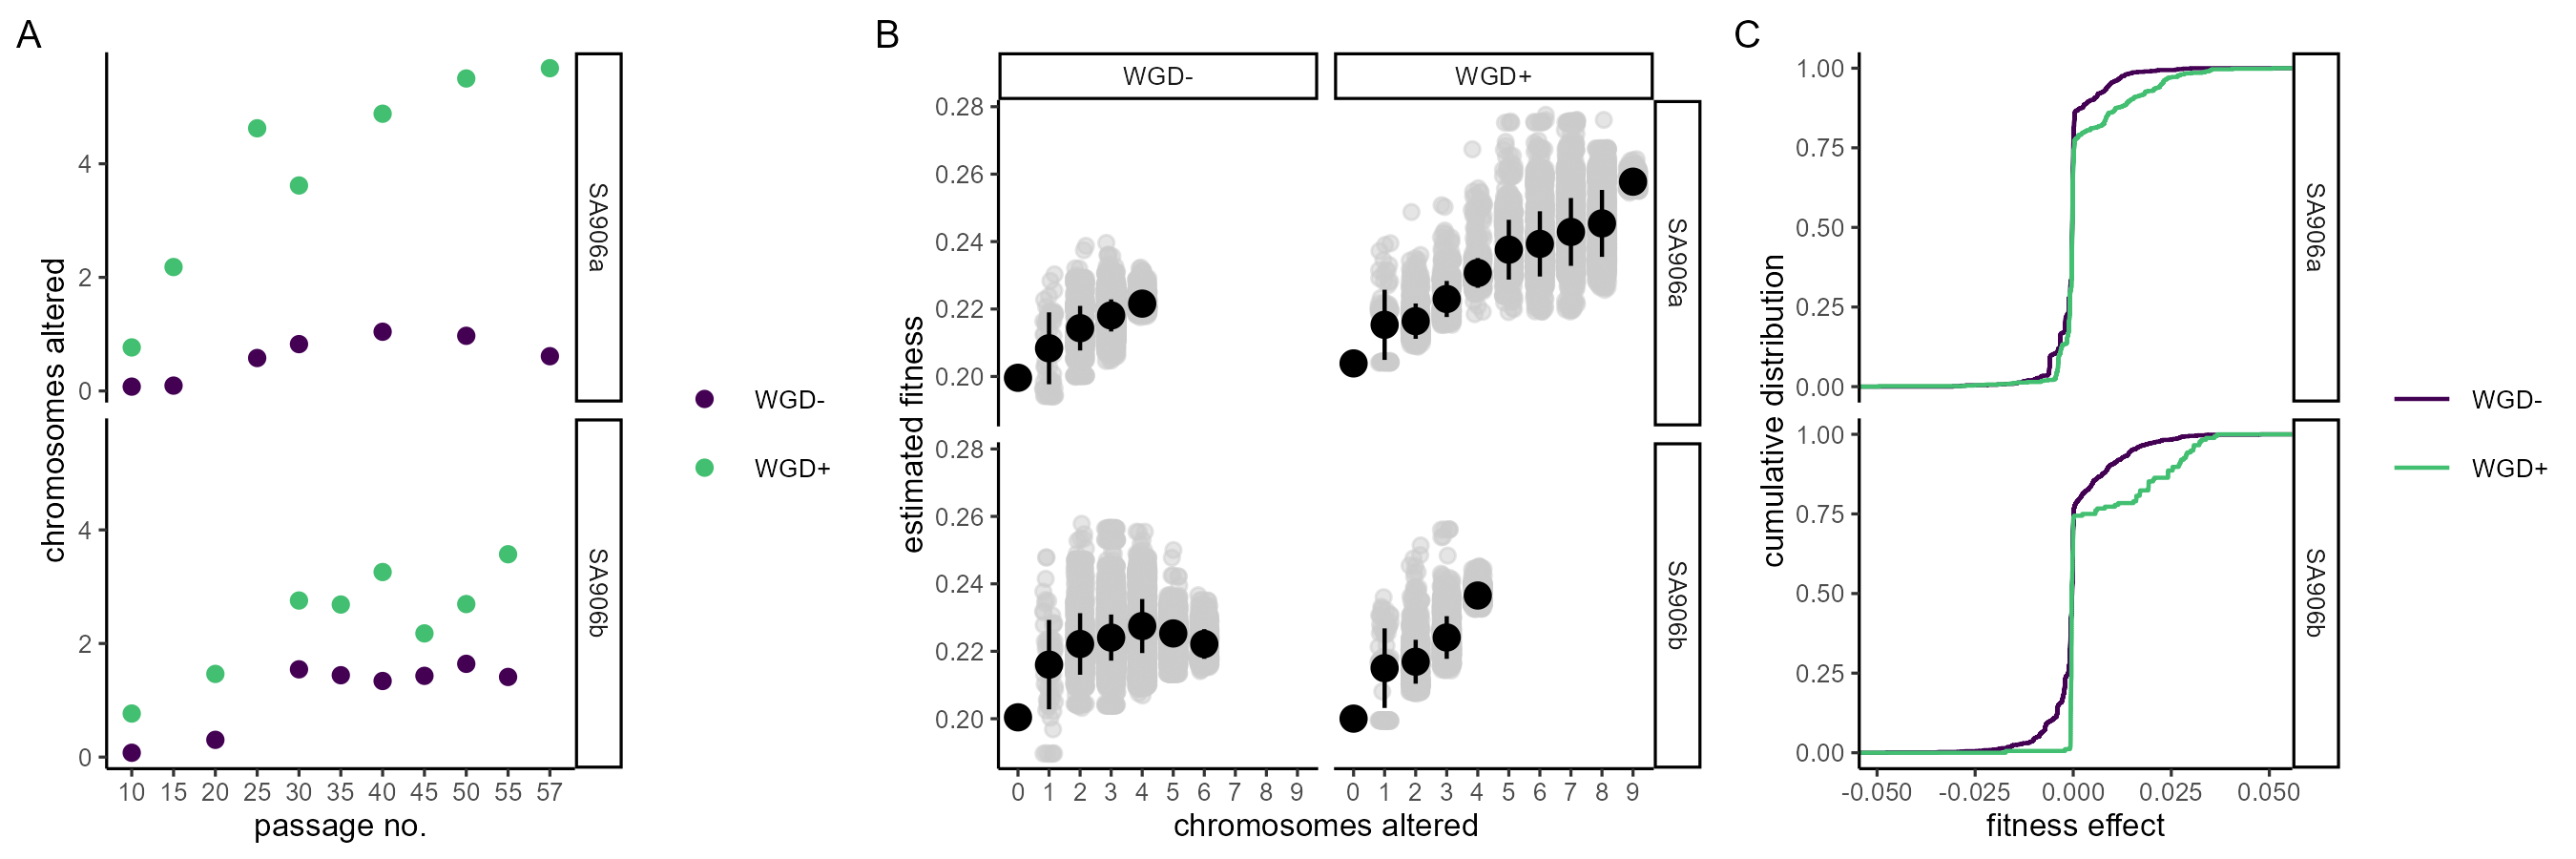 A
chromosomes altered
4
2
0
SA906a
4
2
0
SA906b
10 15 20 25 30 35 40 45 50 55 57
passage no.
WGD-
WGD+
B
WGD- WGD+
estimated fitness
0.28
0.26
0.24
0.22
0.20
SA906a
0.28
0.26
0.24
0.22
0.20
SA906b
0 1 2 3 4 5 6 7 8 9 0 1 2 3 4 5 6 7 8 9
chromosomes altered
C
cumulative distribution
1.00
0.75
0.50
0.25
0.00
SA906a
1.00
0.75
0.50
0.25
0.00
SA906b
-0.050 -0.025 0.000 0.025 0.050
fitness effect
WGD-
WGD+